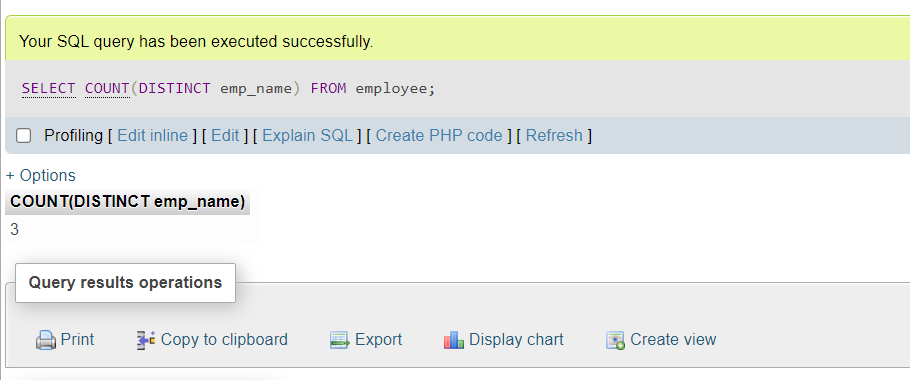 Your SQL query has been executed successfully.
SELECT COUNT(DISTINCT emp_name) FROM employee;
Profiling [ Edit inline ] [ Edit ] [ Explain SQL ] [ Create PHP code ] [ Refresh ]
+ Options
COUNT(DISTINCT emp_name)
3
Query results operations
Print Copy to clipboard Export Display chart Create view